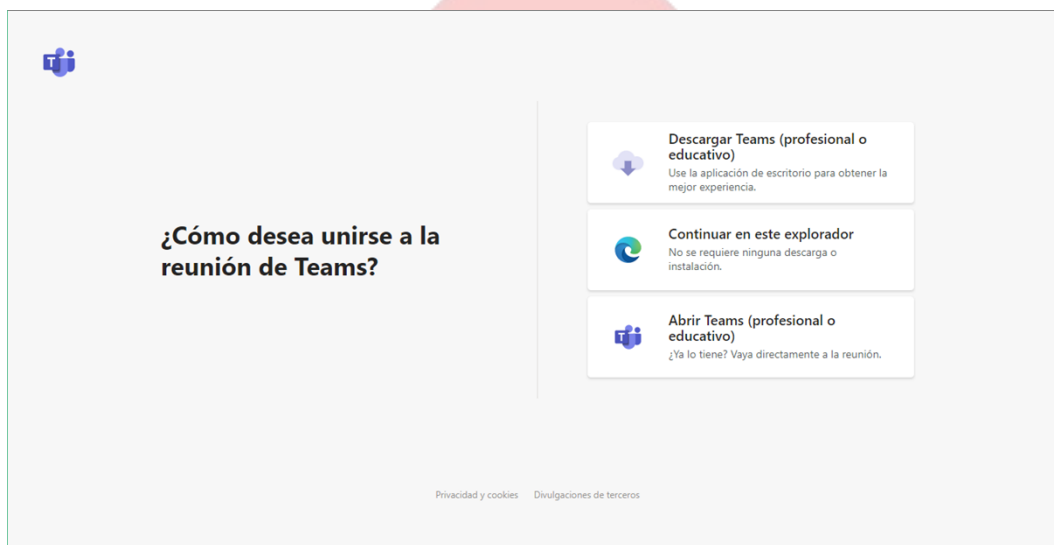 ¿Cómo desea unirse a la
reunión de Teams?
Descargar Teams (profesional o
educativo)
Use la aplicación de escritorio para obtener la
mejor experiencia.
Continuar en este explorador
No se requiere ninguna descarga o
instalación.
Abrir Teams (profesional o
educativo)
¿Ya lo tiene? Vaya directamente a la reunión.
Privacidad y cookies Divulgaciones de terceros